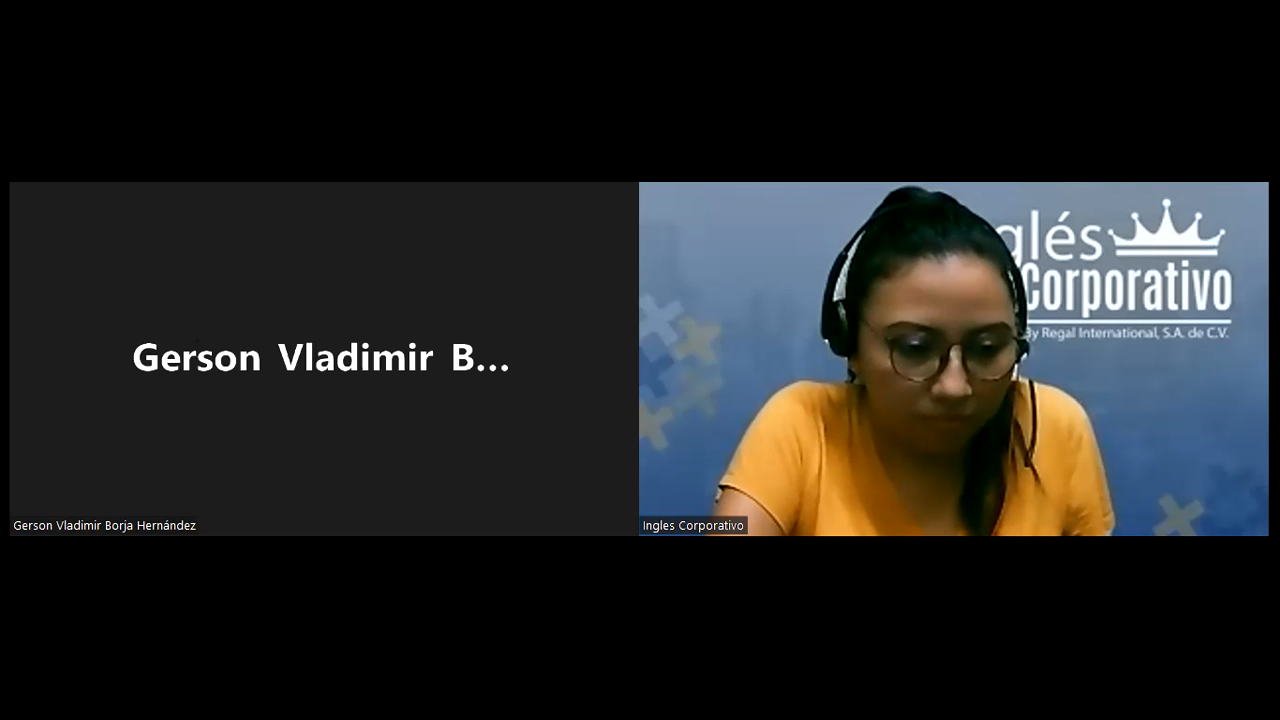 Gerson Vladimir B...
glés
Corporativo
By Regal International, S.A. de C.V.
Gerson Vladimir Borja Hernández
Ingles Corporativo